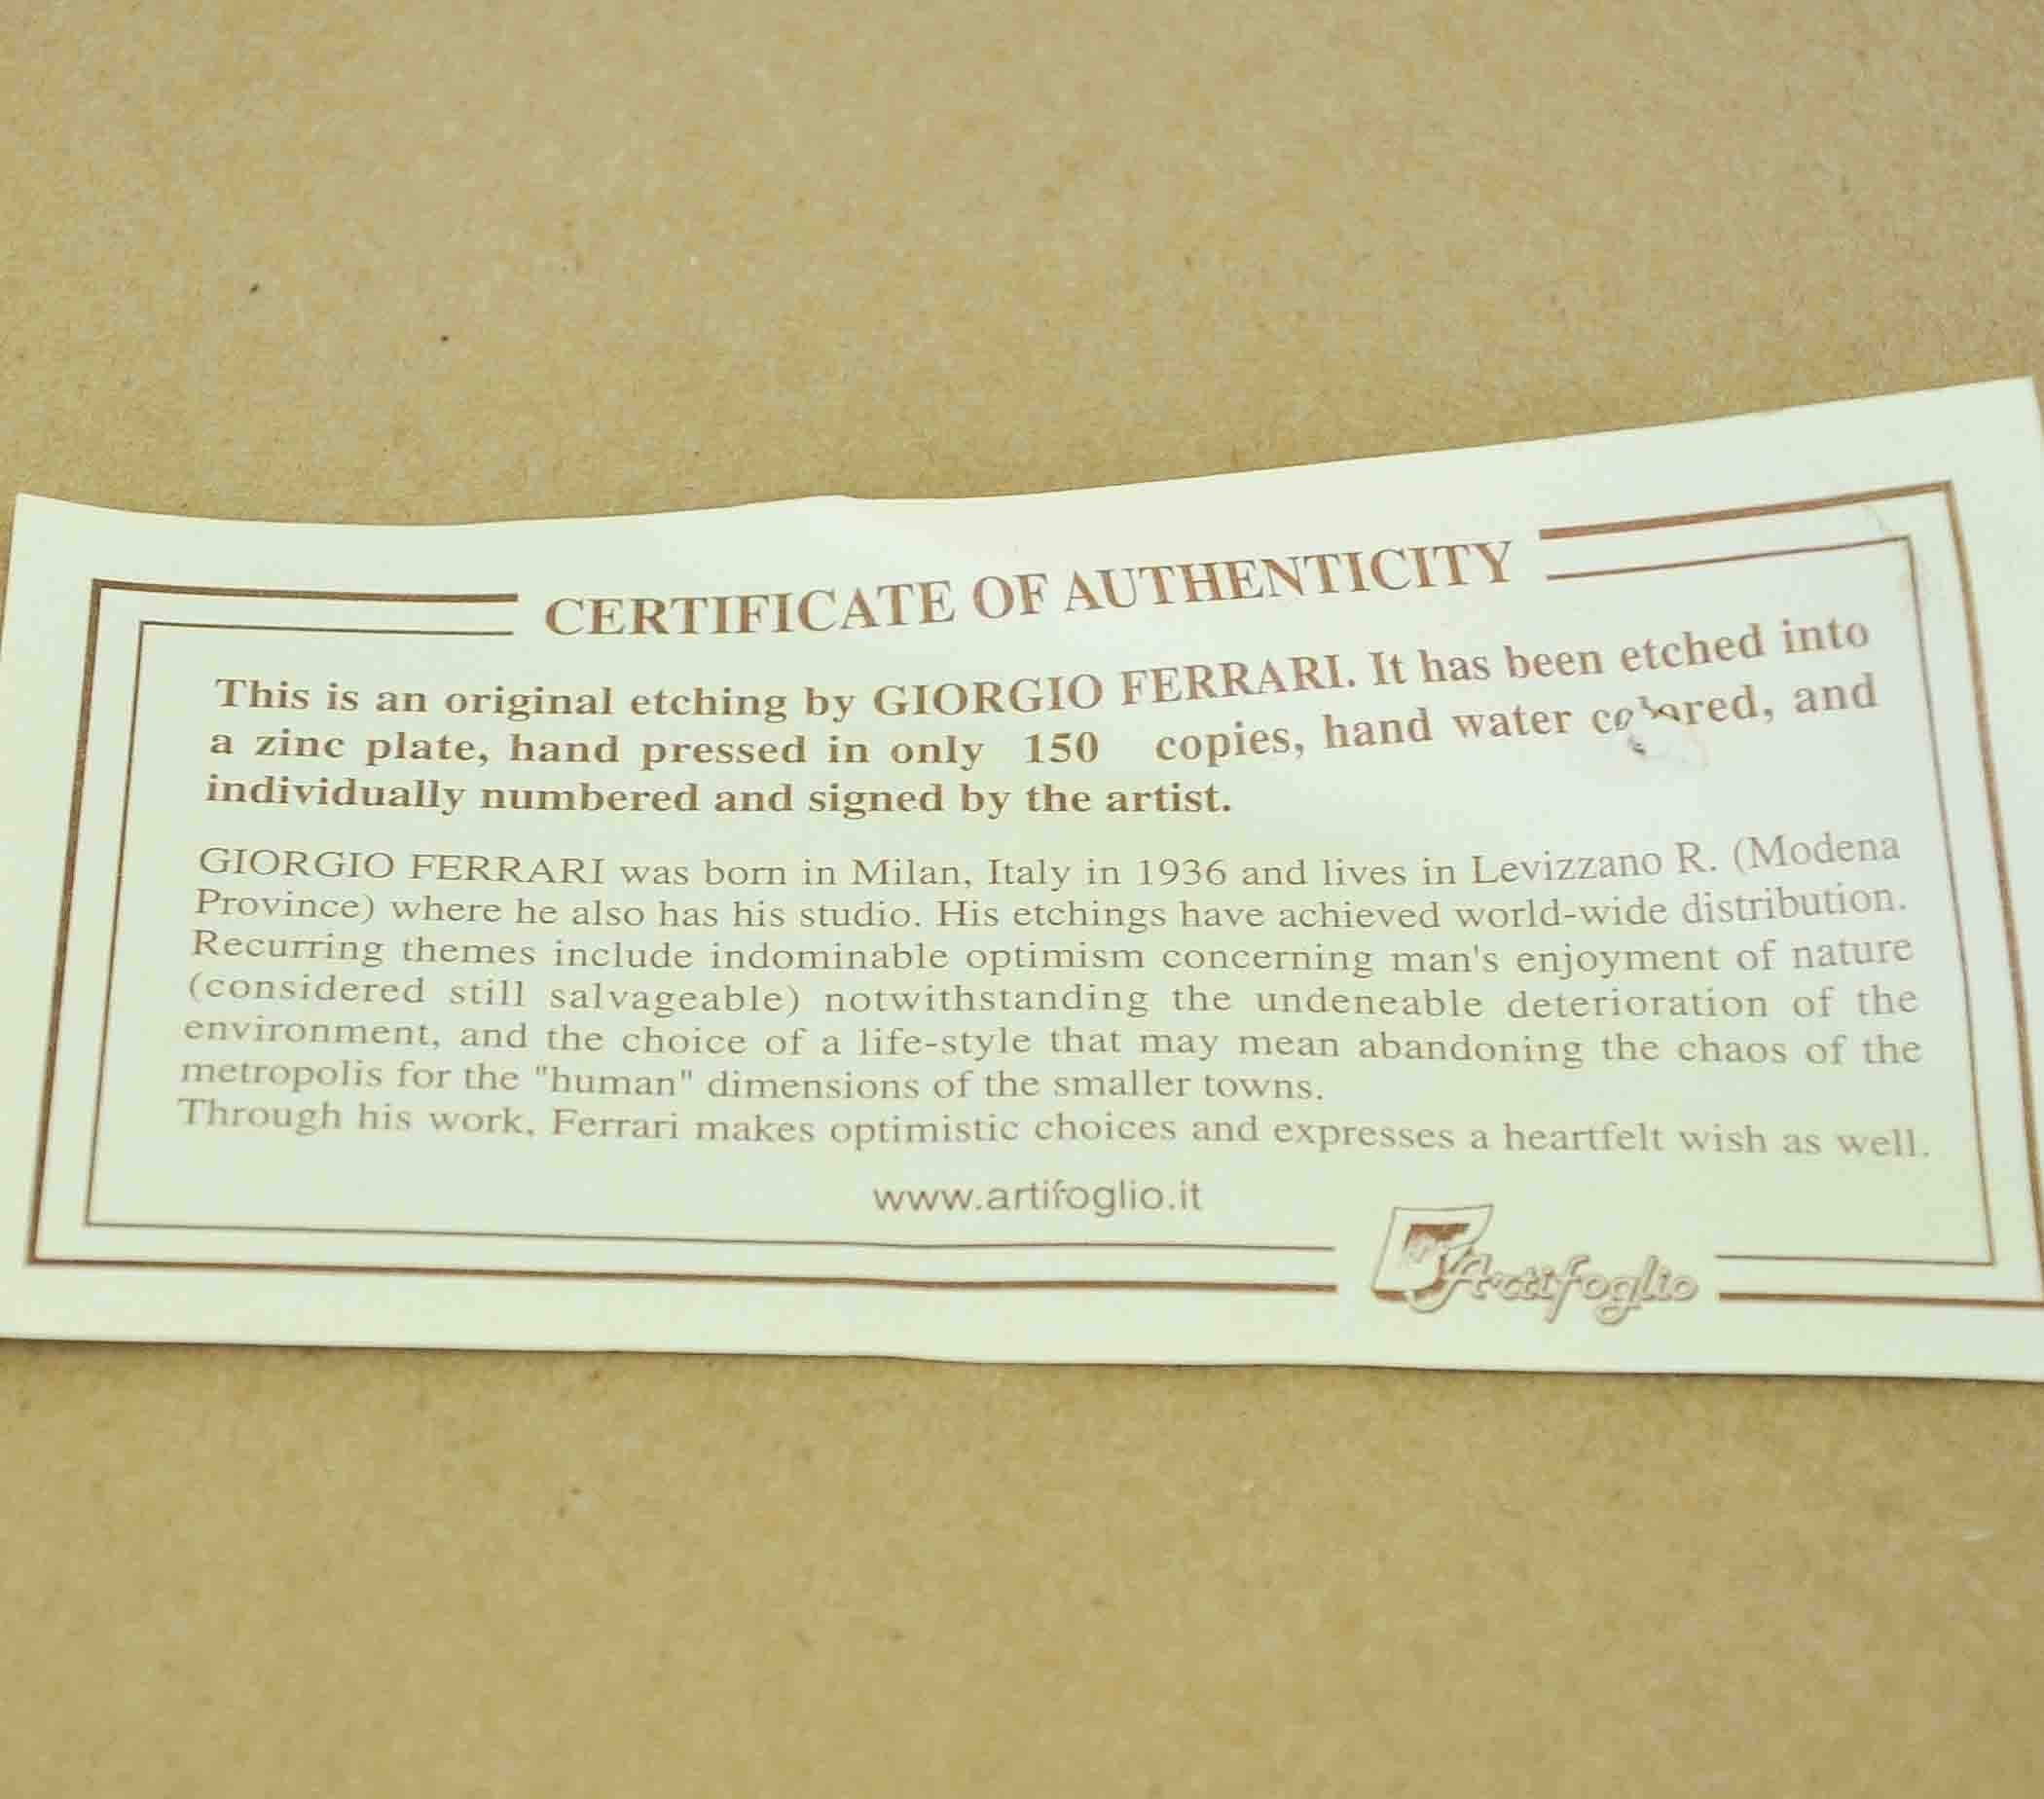 CERTIFICATE OF AUTHENTICITY
This is an original etching by GIORGIO FERRARI. It has been etched into
a zinc plate, hand pressed in only 150 copies, hand water and
individually numbered and signed by the artist.
GIORGIO FERRARI was born in Milan, Italy in 1936 and lives in Levizzano R. (Modena
Province) where he also has his studio. His etchings have achieved world-wide distribution.
Recurring themes include indominable optimism concerning man's enjoyment of nature
(considered still salvageable) notwithstanding the undeneable deterioration of the
environment, and the choice of a life-style that may mean abandoning the chaos of the
metropolis for the "human" dimensions of the smaller towns.
Through his work, Ferrari makes optimistic choices and expresses a heartfelt wish as well.
www.artifoglio.it
Artifoglio